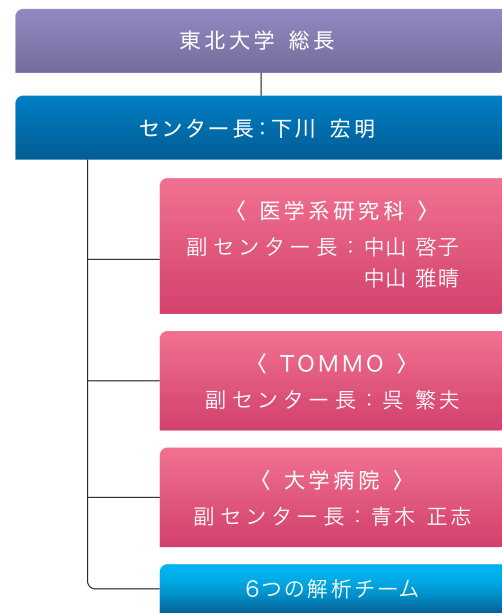 東北大学 総長
センター長：下川 宏明
〈 医学系研究科 〉
副センター長：中山 啓子
中山 雅晴
〈 TOMMO 〉
副センター長：呉 繁夫
〈 大学病院 〉
副センター長：青木 正志
6つの解析チーム